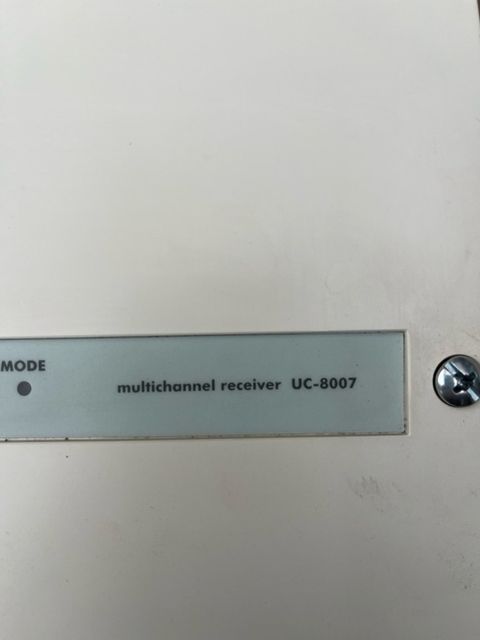 MODE
multichannel receiver UC-8007